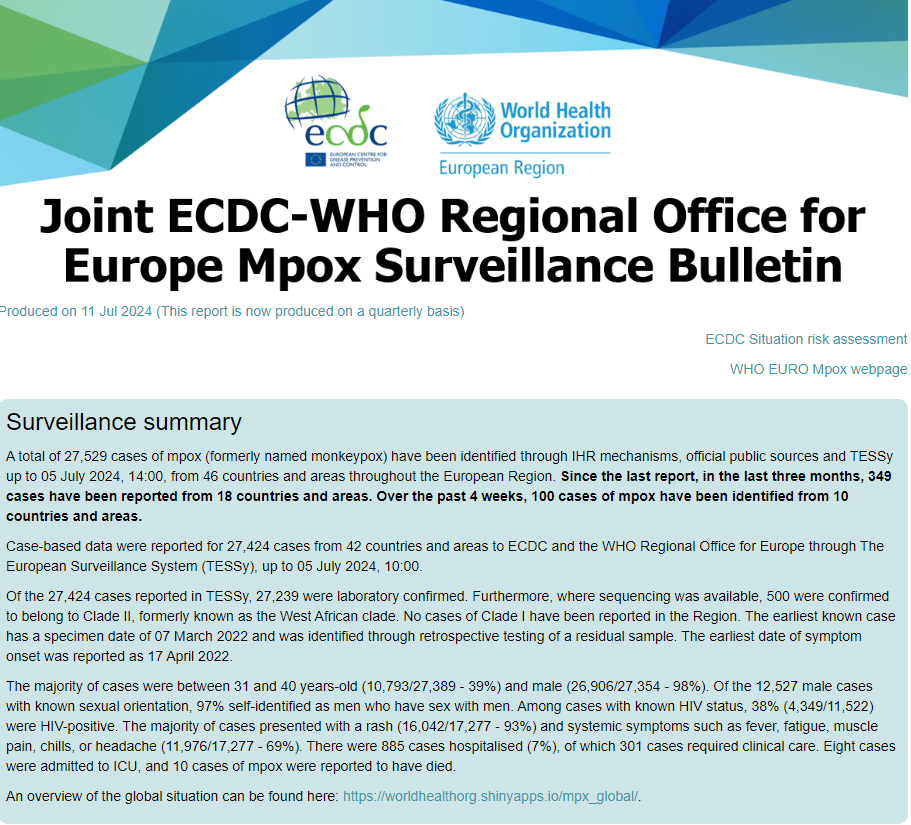 ecdc
EUROPEAN CENTRE FOR
DISEASE PREVENTION
AND CONTROL
World Health
Organization
European Region
Joint ECDC-WHO Regional Office for
Europe Mpox Surveillance Bulletin
Produced on 11 Jul 2024 (This report is now produced on a quarterly basis)
ECDC Situation risk assessment
WHO EURO Mpox webpage
Surveillance summary
A total of 27,529 cases of mpox (formerly named monkeypox) have been identified through IHR mechanisms, official public sources and TESSy
up to 05 July 2024, 14:00, from 46 countries and areas throughout the European Region. Since the last report, in the last three months, 349
cases have been reported from 18 countries and areas. Over the past 4 weeks, 100 cases of mpox have been identified from 10
countries and areas.
Case-based data were reported for 27,424 cases from 42 countries and areas to ECDC and the WHO Regional Office for Europe through The
European Surveillance System (TESSy), up to 05 July 2024, 10:00.
Of the 27,424 cases reported in TESSy, 27,239 were laboratory confirmed. Furthermore, where sequencing was available, 500 were confirmed
to belong to Clade II, formerly known as the West African clade. No cases of Clade I have been reported in the Region. The earliest known case
has a specimen date of 07 March 2022 and was identified through retrospective testing of a residual sample. The earliest date of symptom
onset was reported as 17 April 2022.
The majority of cases were between 31 and 40 years-old (10,793/27,389 - 39%) and male (26,906/27,354 - 98%). Of the 12,527 male cases
with known sexual orientation, 97% self-identified as men who have sex with men. Among cases with known HIV status, 38% (4,349/11,522)
were HIV-positive. The majority of cases presented with a rash (16,042/17,277 - 93%) and systemic symptoms such as fever, fatigue, muscle
pain, chills, or headache (11,976/17,277 - 69%). There were 885 cases hospitalised (7%), of which 301 cases required clinical care. Eight cases
were admitted to ICU, and 10 cases of mpox were reported to have died.
An overview of the global situation can be found here: https://worldhealthorg.shinyapps.io/mpx_global/.